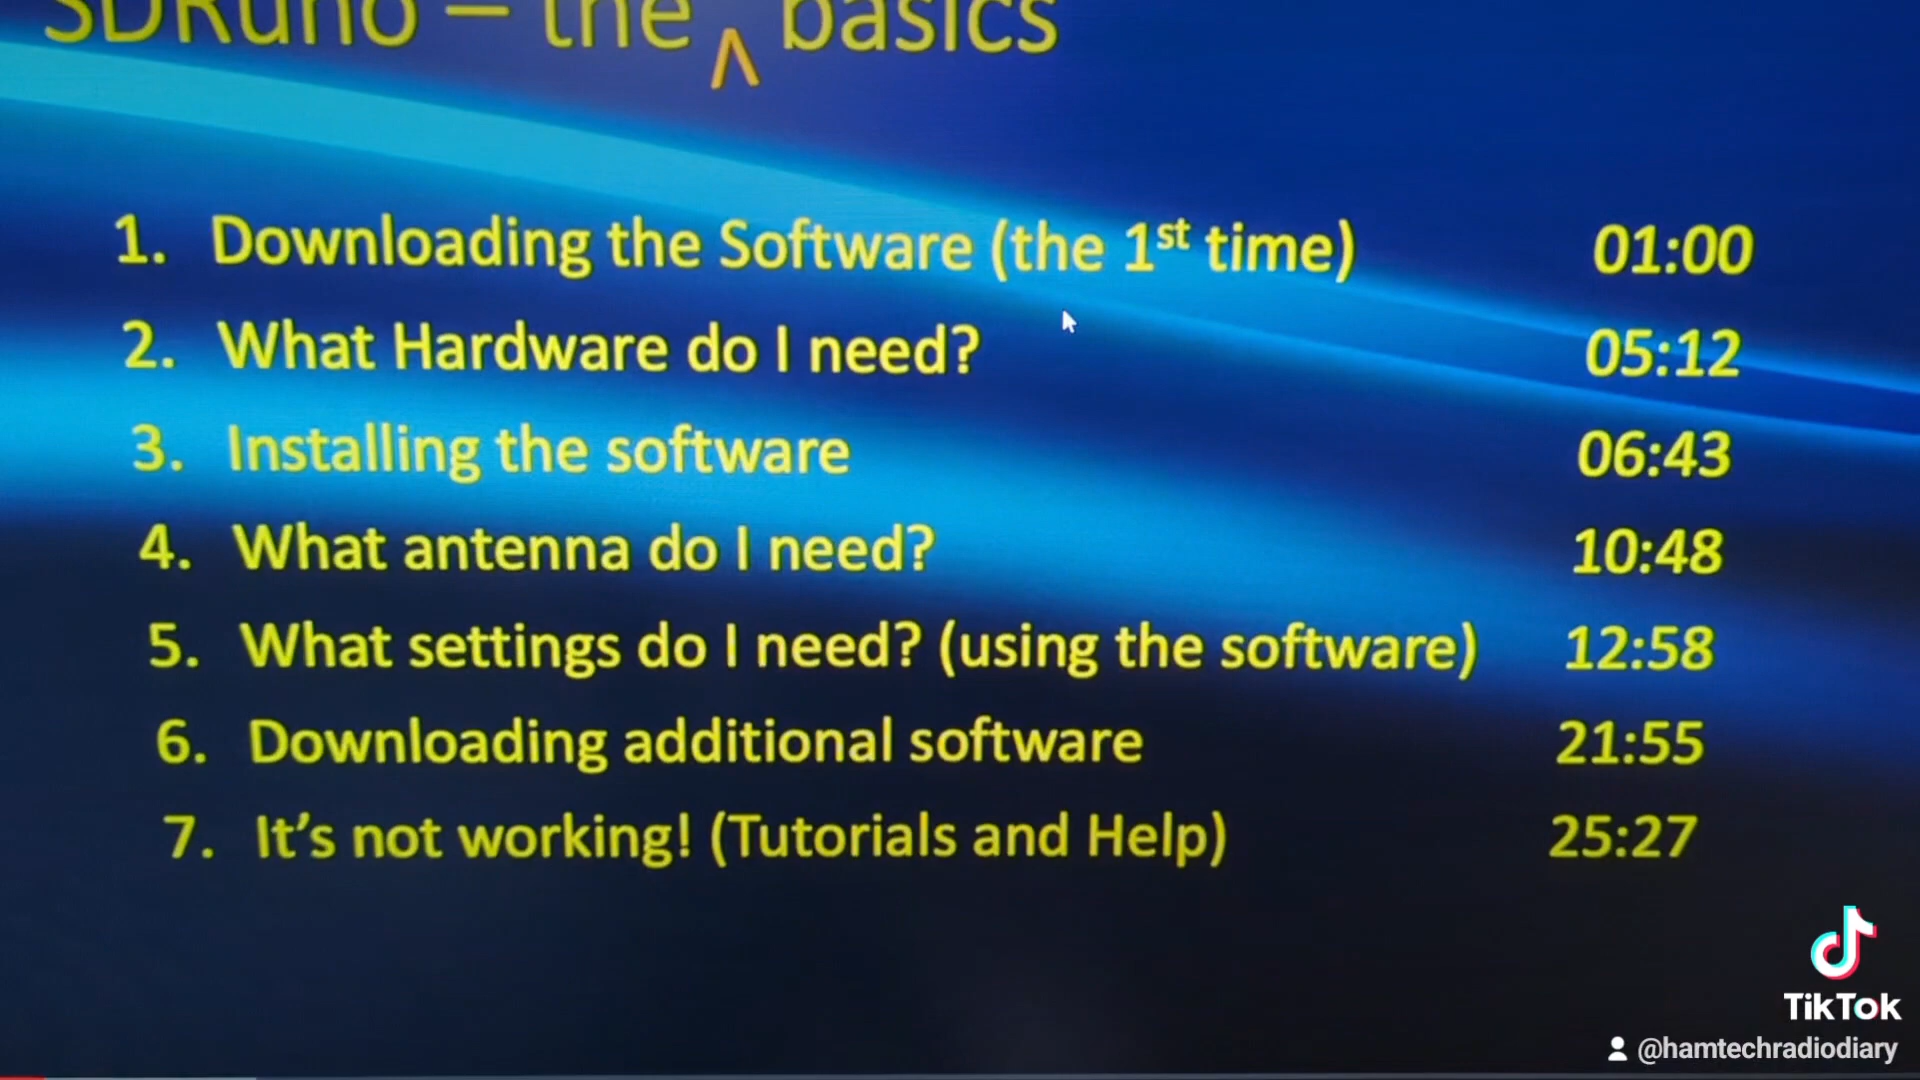 SDRuno – the ^ basics
1. Downloading the Software (the 1st time) 01:00
2. What Hardware do I need? 05:12
3. Installing the software 06:43
4. What antenna do I need? 10:48
5. What settings do I need? (using the software) 12:58
6. Downloading additional software 21:55
7. It's not working! (Tutorials and Help) 25:27
TikTok
@hamtechradiodiary